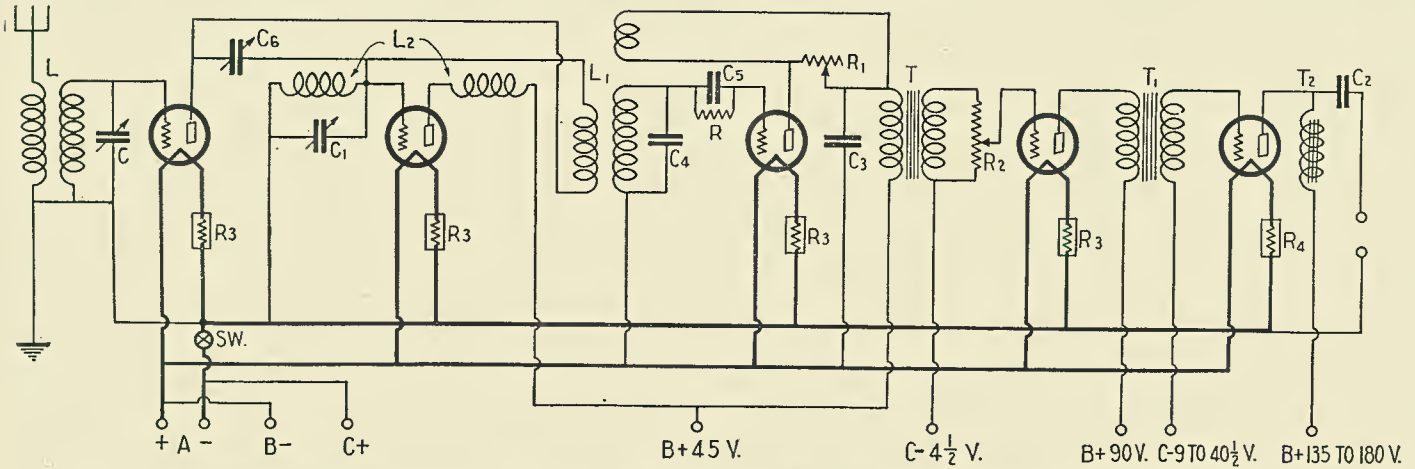 L
C
R3
C6
L2
C1
R3
L1
C5
R
C4
R3
R1
C3
T
R2
R3
T1
R4
T2
C2
SW.
+ A -
B-
C+
B+45 V.
C-4½ V.
B+ 90 V.
C-9 TO 40½ V.
B+135 TO 180 V.